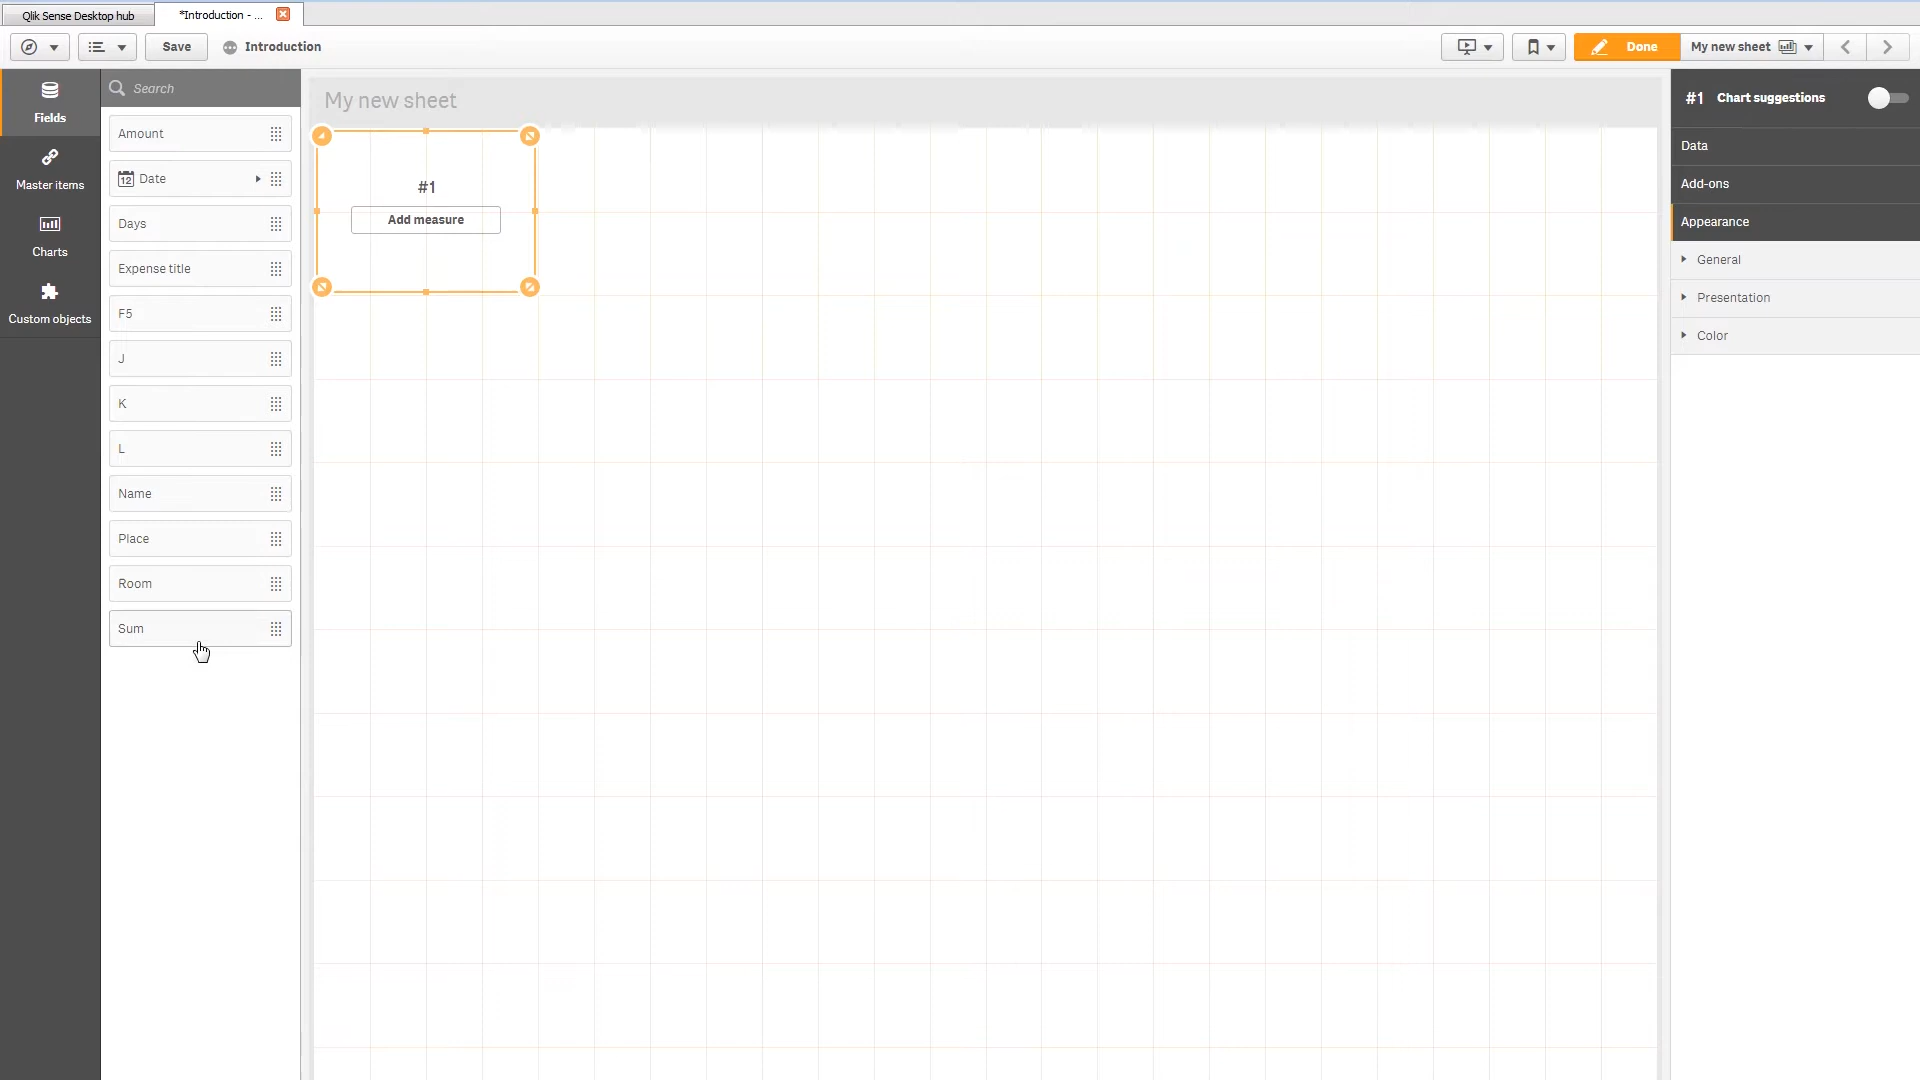 Qlik Sense Desktop hub
*Introduction - ...
Save
Introduction
Done
My new sheet
Fields
Master items
Charts
Custom objects
Search
Amount
12 Date
Days
Expense title
F5
J
K
L
Name
Place
Room
Sum
My new sheet
#1
Add measure
#1 Chart suggestions
Data
Add-ons
Appearance
General
Presentation
Color